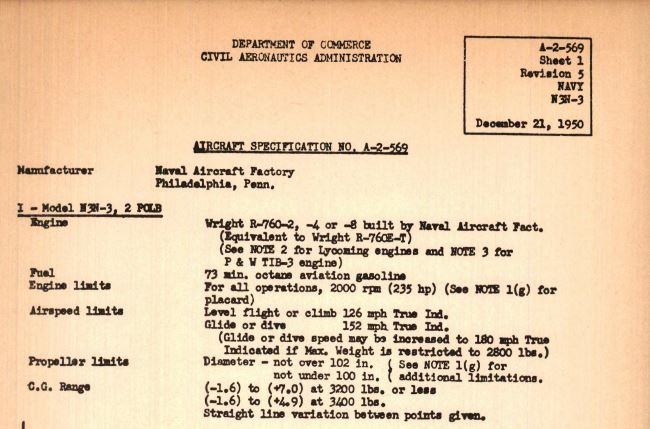 DEPARTMENT OF COMMERCE
CIVIL AERONAUTICS ADMINISTRATION
A-2-569
Sheet 1
Revision 5
NAVY
N3N-3
December 21, 1950
AIRCRAFT SPECIFICATION NO. A-2-569
Manufacturer Naval Aircraft Factory
Philadelphia, Penn.
I - Model N3N-3, 2 POLB
Engine Wright R-760-2, -4 or -8 built by Naval Aircraft Fact.
(Equivalent to Wright R-760E-T)
(See NOTE 2 for Lycoming engines and NOTE 3 for
P & W T1B-3 engine)
Fuel 73 min. octane aviation gasoline
Engine limits For all operations, 2000 rpm (235 hp) (See NOTE 1(g) for
placard)
Airspeed limits Level flight or climb 126 mph True Ind.
Glide or dive 152 mph True Ind.
(Glide or dive speed may be increased to 180 mph True
Indicated if Max. Weight is restricted to 2800 lbs.)
Propeller limits Diameter - not over 102 in. ( See NOTE 1(g) for
not under 100 in. ( additional limitations.
C.G. Range (-1.6) to (+7.0) at 3200 lbs. or less
(-1.6) to (+4.9) at 3400 lbs.
Straight line variation between points given.